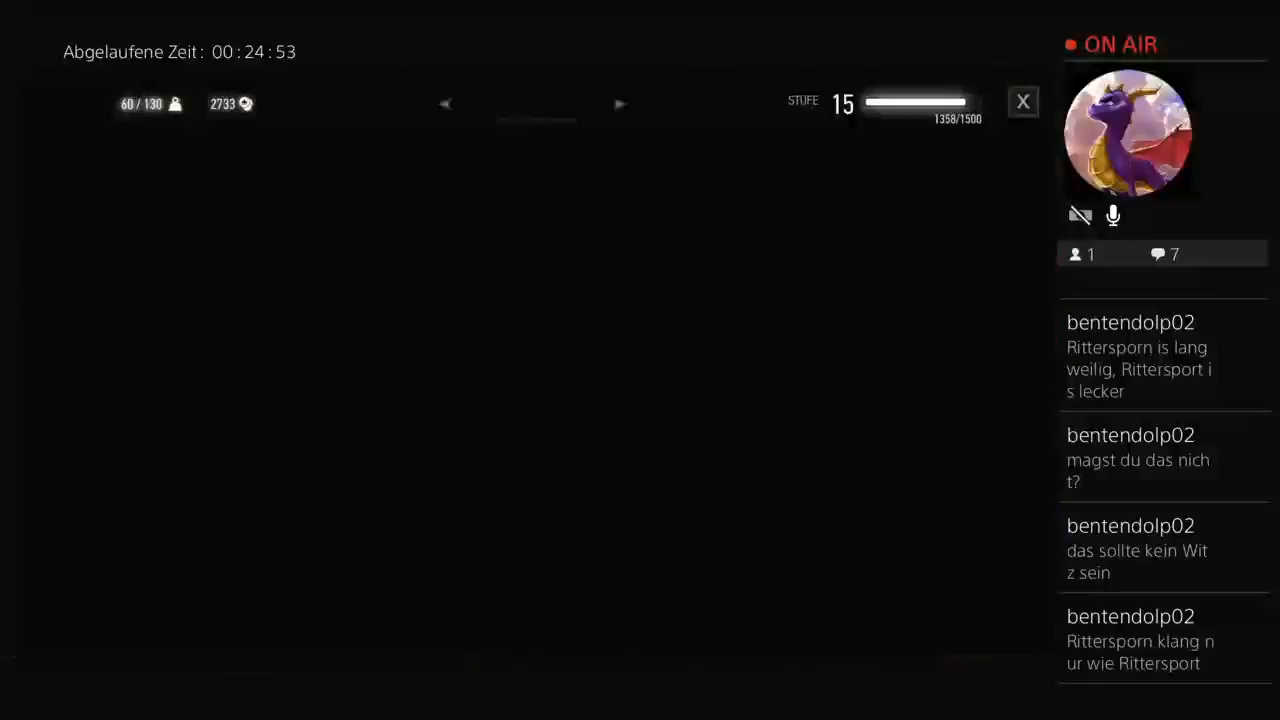 Abgelaufene Zeit: 00:24:53
ON AIR
60 / 130
2733
STUFE 15
1358/1500
X
1
7
bentendolp02
Rittersporn is lang
weilig, Rittersport i
s lecker
bentendolp02
magst du das nich
t?
bentendolp02
das sollte kein Wit
z sein
bentendolp02
Rittersporn klang n
ur wie Rittersport